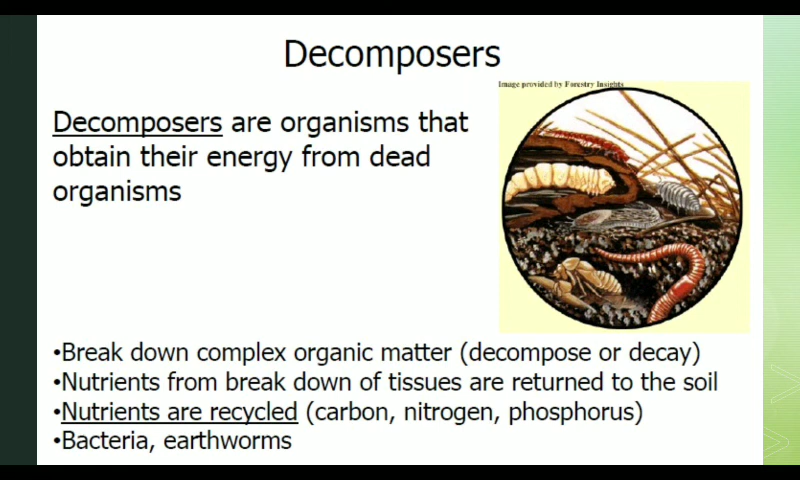 Decomposers
Image provided by Forestry Insights
Decomposers are organisms that
obtain their energy from dead
organisms
•Break down complex organic matter (decompose or decay)
•Nutrients from break down of tissues are returned to the soil
•Nutrients are recycled (carbon, nitrogen, phosphorus)
•Bacteria, earthworms